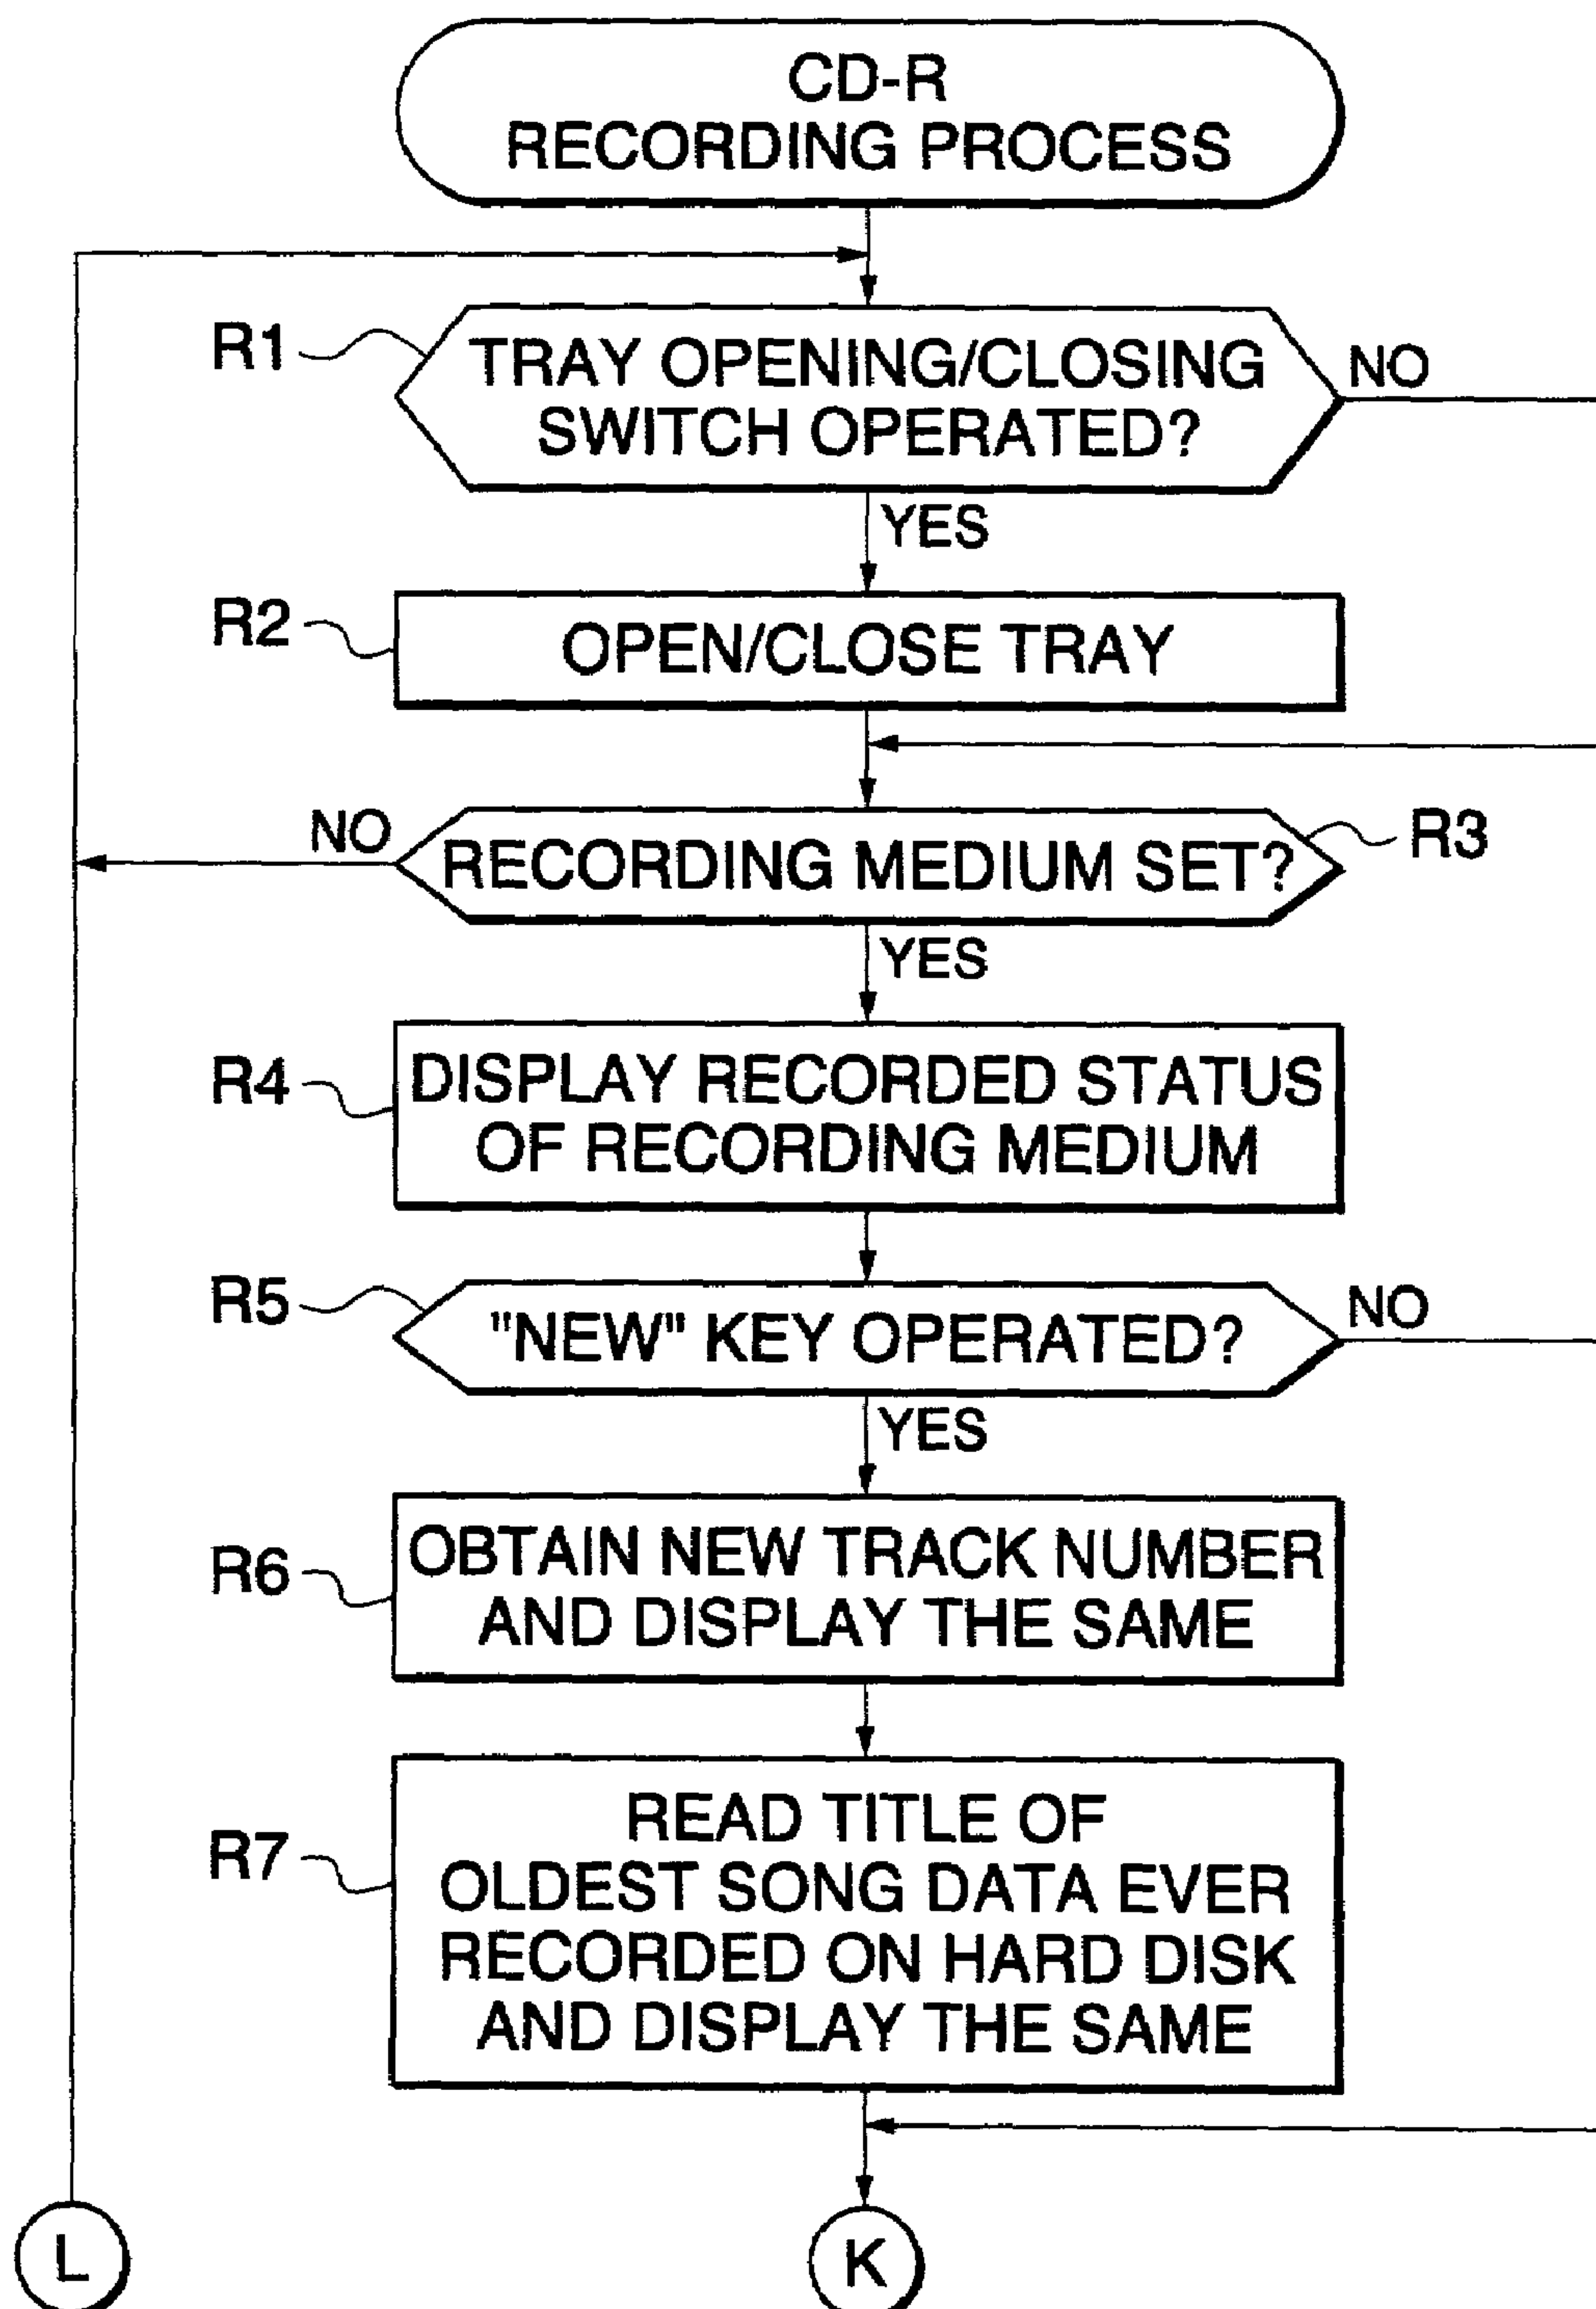 CD-R
RECORDING PROCESS
R1
TRAY OPENING/CLOSING
SWITCH OPERATED?
NO
YES
R2
OPEN/CLOSE TRAY
NO
RECORDING MEDIUM SET?
R3
YES
R4
DISPLAY RECORDED STATUS
OF RECORDING MEDIUM
R5
"NEW" KEY OPERATED?
NO
YES
R6
OBTAIN NEW TRACK NUMBER
AND DISPLAY THE SAME
R7
READ TITLE OF
OLDEST SONG DATA EVER
RECORDED ON HARD DISK
AND DISPLAY THE SAME
L
K